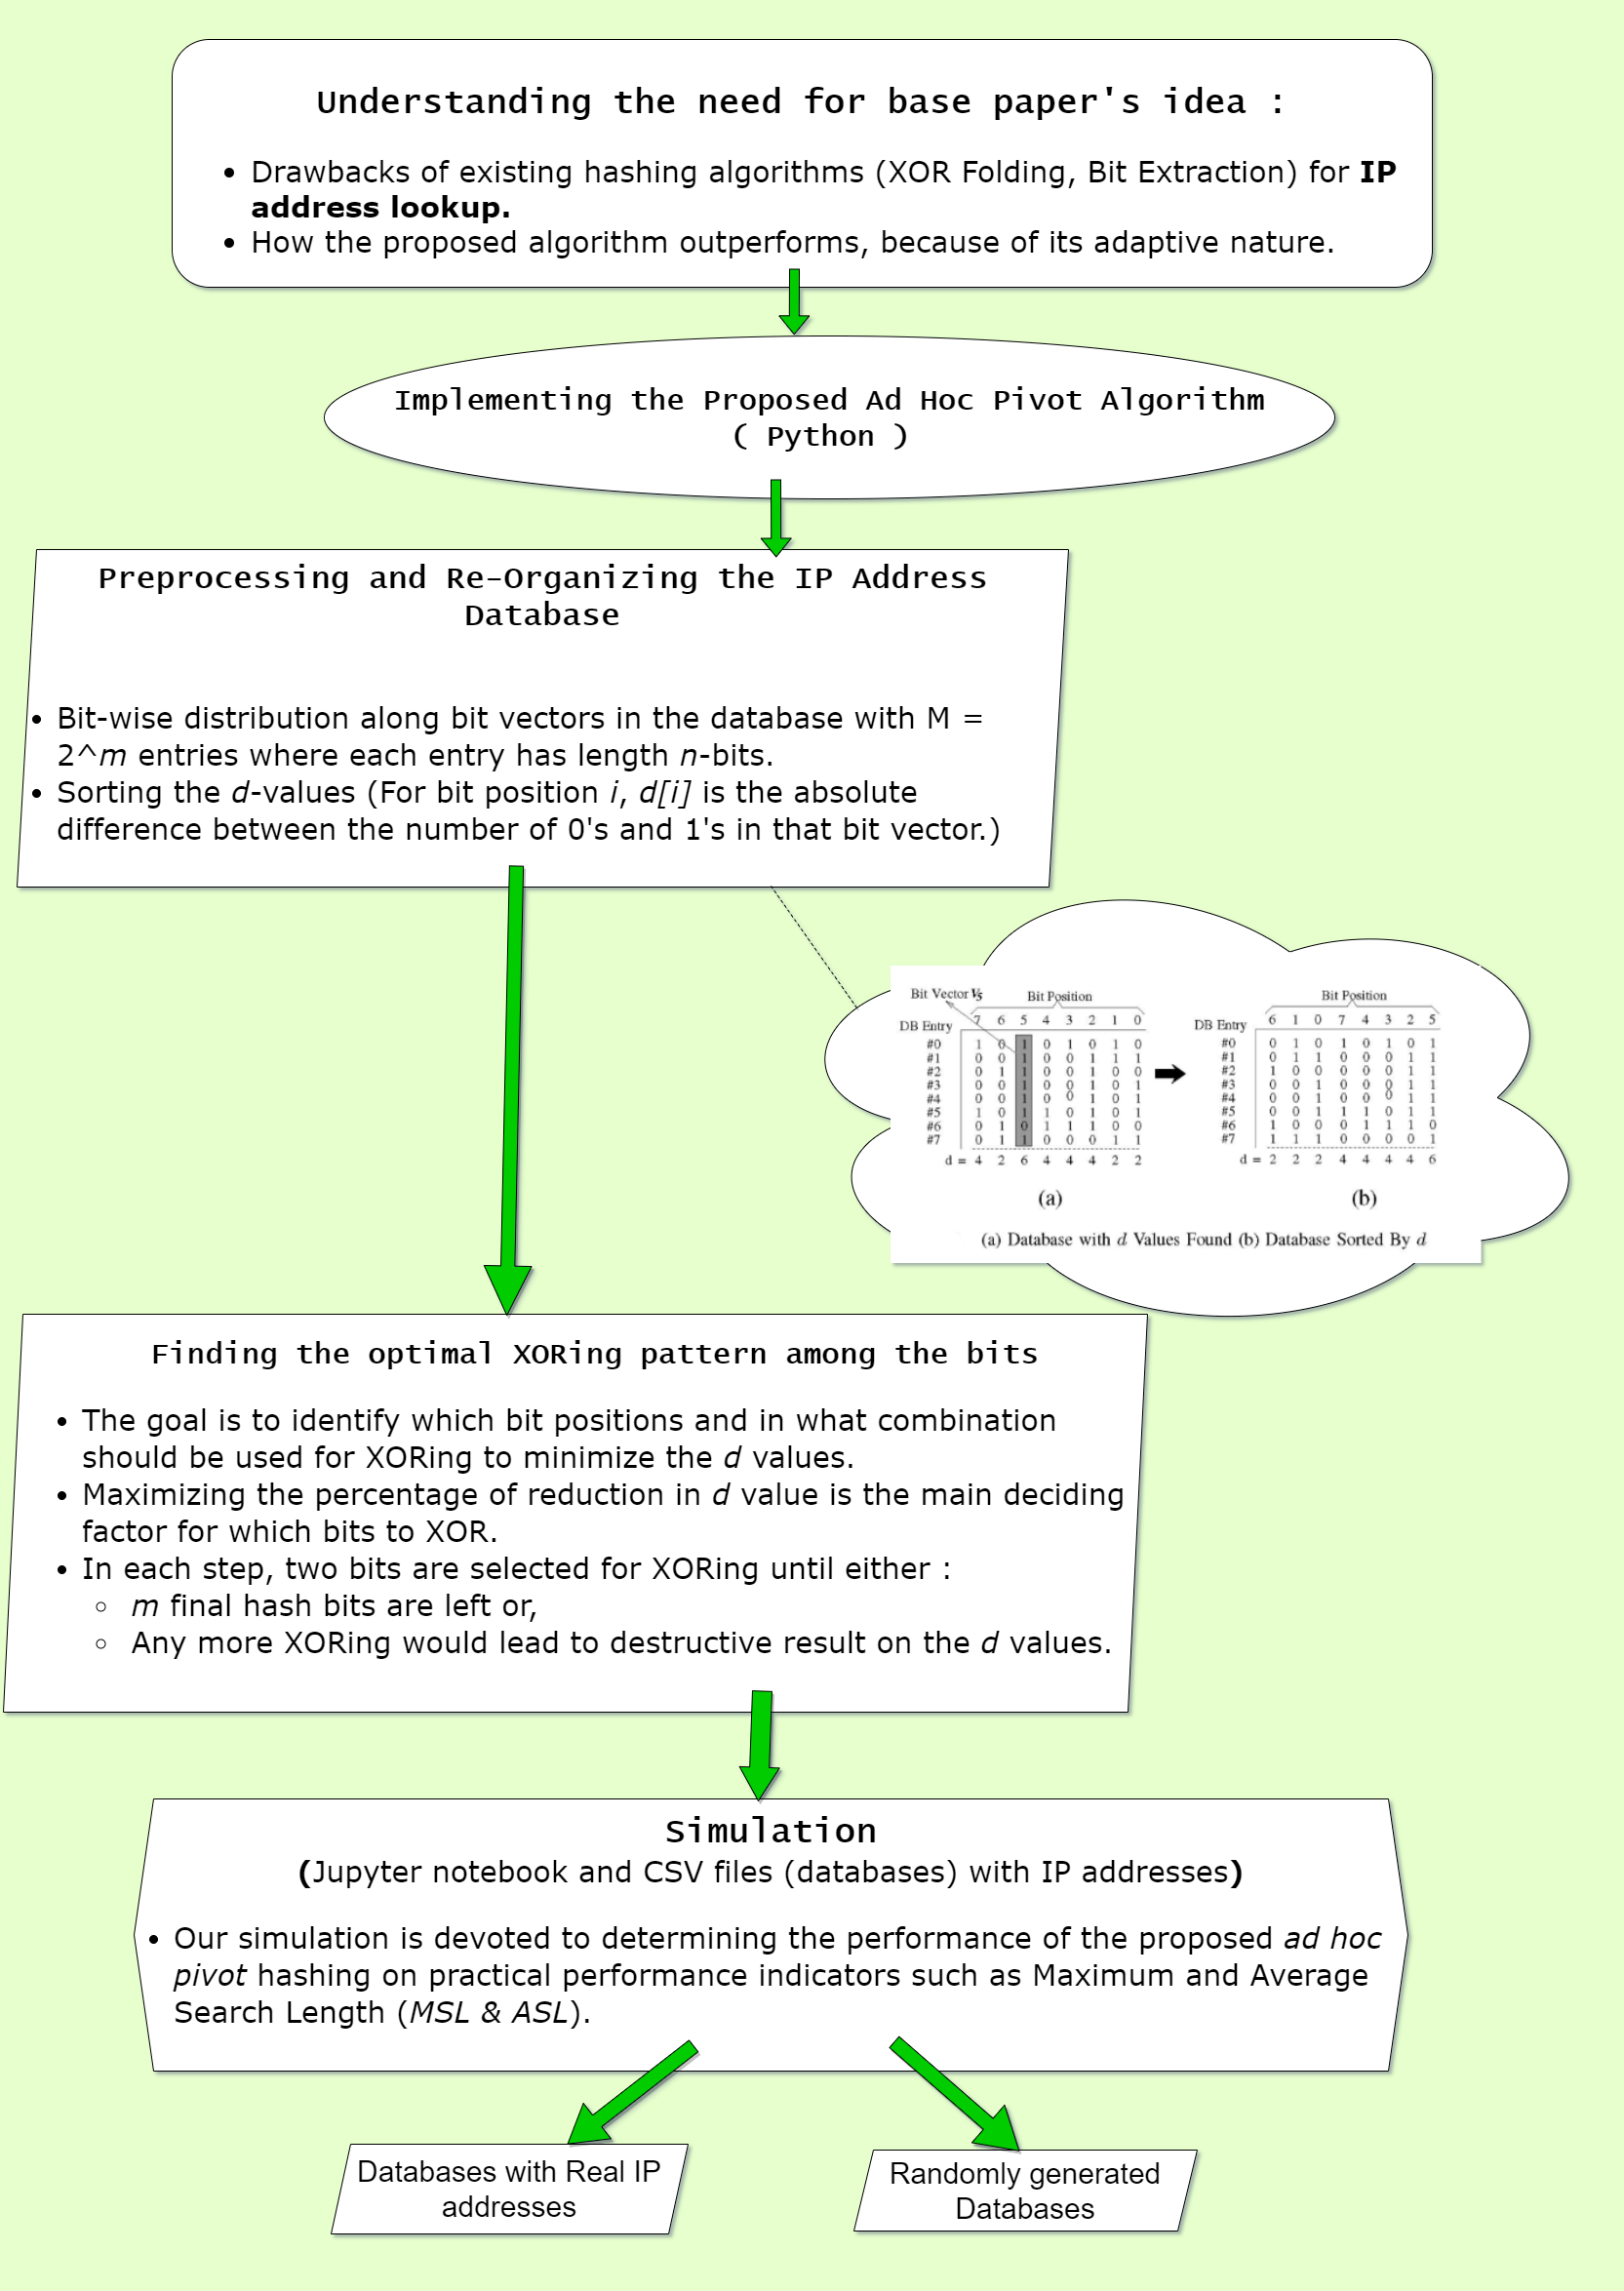 Understanding the need for base paper's idea :
• Drawbacks of existing hashing algorithms (XOR Folding, Bit Extraction) for IP
address lookup.
• How the proposed algorithm outperforms, because of its adaptive nature.
Implementing the Proposed Ad Hoc Pivot Algorithm
( Python )
Preprocessing and Re-Organizing the IP Address
Database
• Bit-wise distribution along bit vectors in the database with M =
2^m entries where each entry has length n-bits.
• Sorting the d-values (For bit position i, d[i] is the absolute
difference between the number of 0's and 1's in that bit vector.)
Bit Vector V5 Bit Position
DB Entry 7 6 5 4 3 2 1 0
#0 1 0 1 0 1 0 1 0
#1 0 0 1 0 0 1 1 1
#2 0 1 1 0 0 1 0 0
#3 0 0 1 0 0 1 0 1
#4 0 0 1 0 0 1 0 1
#5 1 0 1 1 0 1 0 1
#6 0 1 0 1 1 1 0 0
#7 0 1 1 0 0 0 1 1
d = 4 2 6 4 4 4 2 2
(a)
Bit Position
DB Entry 6 1 0 7 4 3 2 5
#0 0 1 0 1 0 1 0 1
#1 0 1 1 0 0 0 1 1
#2 1 0 0 0 0 0 1 1
#3 0 0 1 0 0 0 1 1
#4 0 0 1 0 0 0 1 1
#5 0 0 1 1 1 0 1 1
#6 1 0 0 0 1 1 1 0
#7 1 1 1 0 0 0 0 1
d = 2 2 2 4 4 4 4 6
(b)
(a) Database with d Values Found (b) Database Sorted By d
Finding the optimal XORing pattern among the bits
• The goal is to identify which bit positions and in what combination
should be used for XORing to minimize the d values.
• Maximizing the percentage of reduction in d value is the main deciding
factor for which bits to XOR.
• In each step, two bits are selected for XORing until either :
◦ m final hash bits are left or,
◦ Any more XORing would lead to destructive result on the d values.
Simulation
(Jupyter notebook and CSV files (databases) with IP addresses)
• Our simulation is devoted to determining the performance of the proposed ad hoc
pivot hashing on practical performance indicators such as Maximum and Average
Search Length (MSL & ASL).
Databases with Real IP
addresses
Randomly generated
Databases